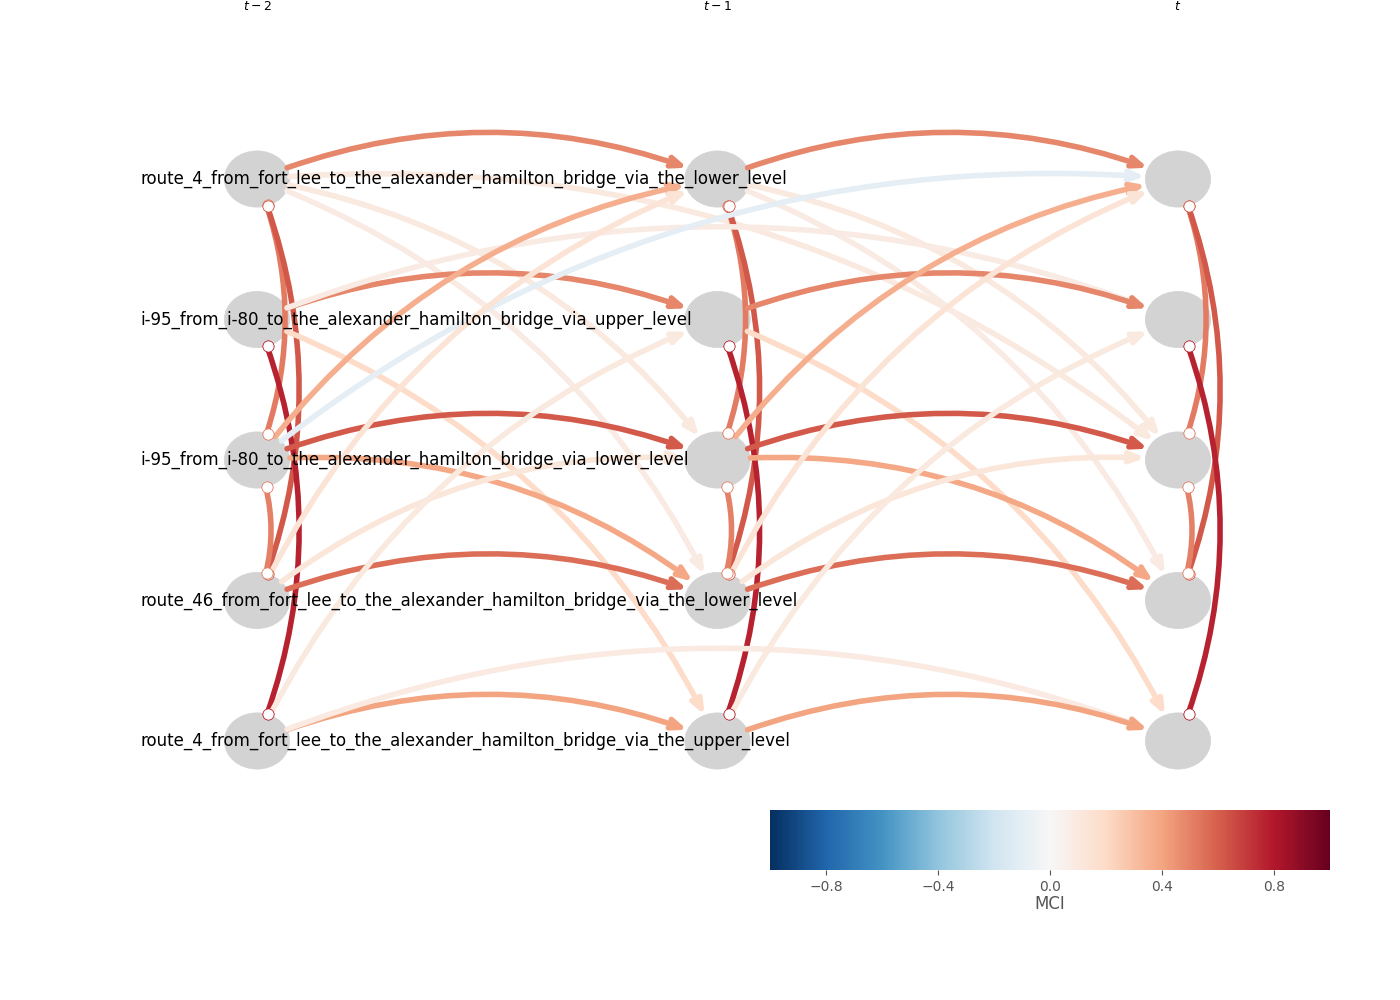 t − 2 t − 1 t
route_4_from_fort_lee_to_the_alexander_hamilton_bridge_via_the_lower_level
i-95_from_i-80_to_the_alexander_hamilton_bridge_via_upper_level
i-95_from_i-80_to_the_alexander_hamilton_bridge_via_lower_level
route_46_from_fort_lee_to_the_alexander_hamilton_bridge_via_the_lower_level
route_4_from_fort_lee_to_the_alexander_hamilton_bridge_via_the_upper_level
−0.8 −0.4 0.0 0.4 0.8
MCI